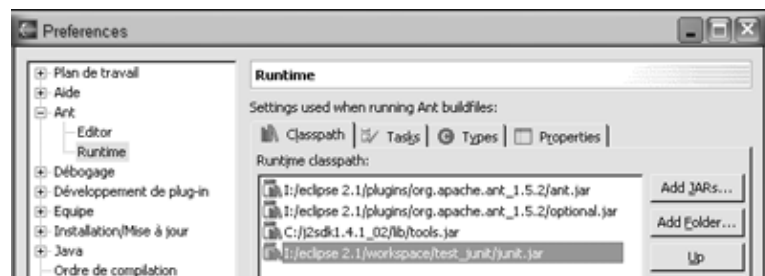 Preferences
Plan de travail
Aide
Ant
Editor
Runtime
Débogage
Développement de plug-in
Equipe
Installation/Mise à jour
Java
Ordre de compilation
Runtime
Settings used when running Ant buildfiles:
Classpath Tasks Types Properties
Runtime classpath:
I:/eclipse 2.1/plugins/org.apache.ant_1.5.2/ant.jar
I:/eclipse 2.1/plugins/org.apache.ant_1.5.2/optional.jar
C:/j2sdk1.4.1_02/lib/tools.jar
I:/eclipse 2.1/workspace/test_junit/junit.jar
Add JARs...
Add Folder...
Up